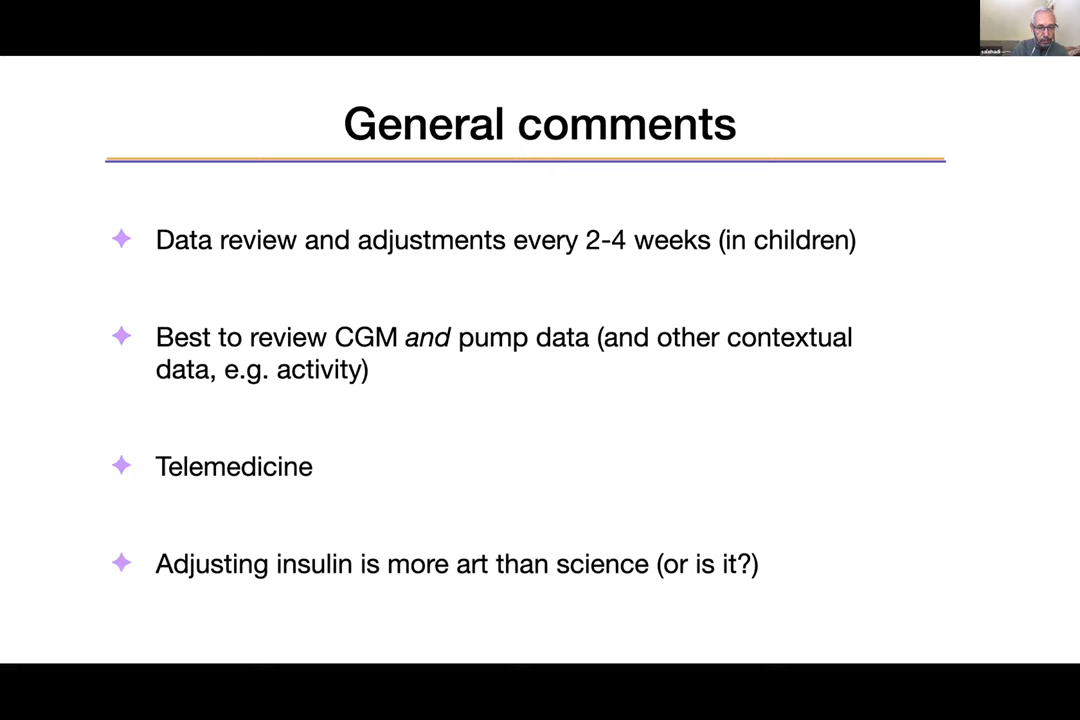 General comments
Data review and adjustments every 2-4 weeks (in children)
Best to review CGM and pump data (and other contextual
data, e.g. activity)
Telemedicine
Adjusting insulin is more art than science (or is it?)